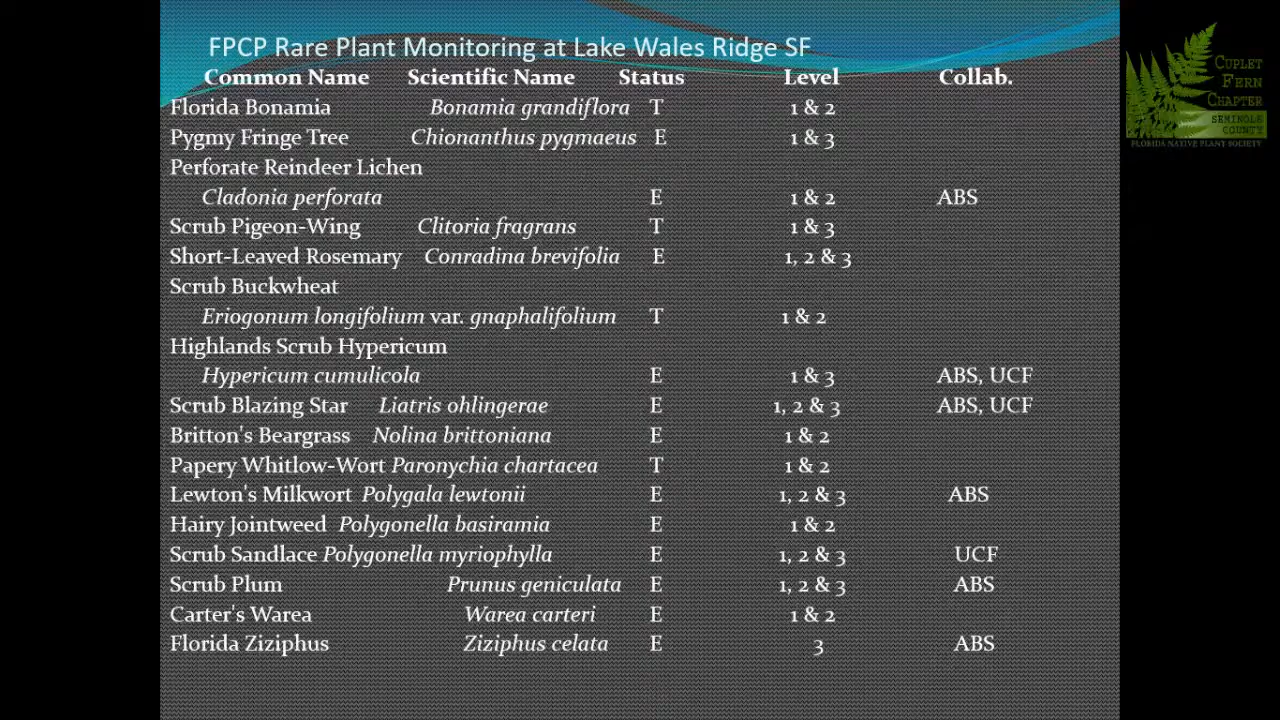 FPCP Rare Plant Monitoring at Lake Wales Ridge SF
Common Name Scientific Name Status Level Collab.
Florida Bonamia Bonamia grandiflora T 1 & 2
Pygmy Fringe Tree Chionanthus pygmaeus E 1 & 3
Perforate Reindeer Lichen
Cladonia perforata E 1 & 2 ABS
Scrub Pigeon-Wing Clitoria fragrans T 1 & 3
Short-Leaved Rosemary Conradina brevifolia E 1, 2 & 3
Scrub Buckwheat
Eriogonum longifolium var. gnaphalifolium T 1 & 2
Highlands Scrub Hypericum
Hypericum cumulicola E 1 & 3 ABS, UCF
Scrub Blazing Star Liatris ohlingerae E 1, 2 & 3 ABS, UCF
Britton's Beargrass Nolina brittoniana E 1 & 2
Papery Whitlow-Wort Paronychia chartacea T 1 & 2
Lewton's Milkwort Polygala lewtonii E 1, 2 & 3 ABS
Hairy Jointweed Polygonella basiramia E 1 & 2
Scrub Sandlace Polygonella myriophylla E 1, 2 & 3 UCF
Scrub Plum Prunus geniculata E 1, 2 & 3 ABS
Carter's Warea Warea carteri E 1 & 2
Florida Ziziphus Ziziphus celata E 3 ABS
CUPLET
FERN
CHAPTER
SEMINOLE
COUNTY
FLORIDA NATIVE PLANT SOCIETY